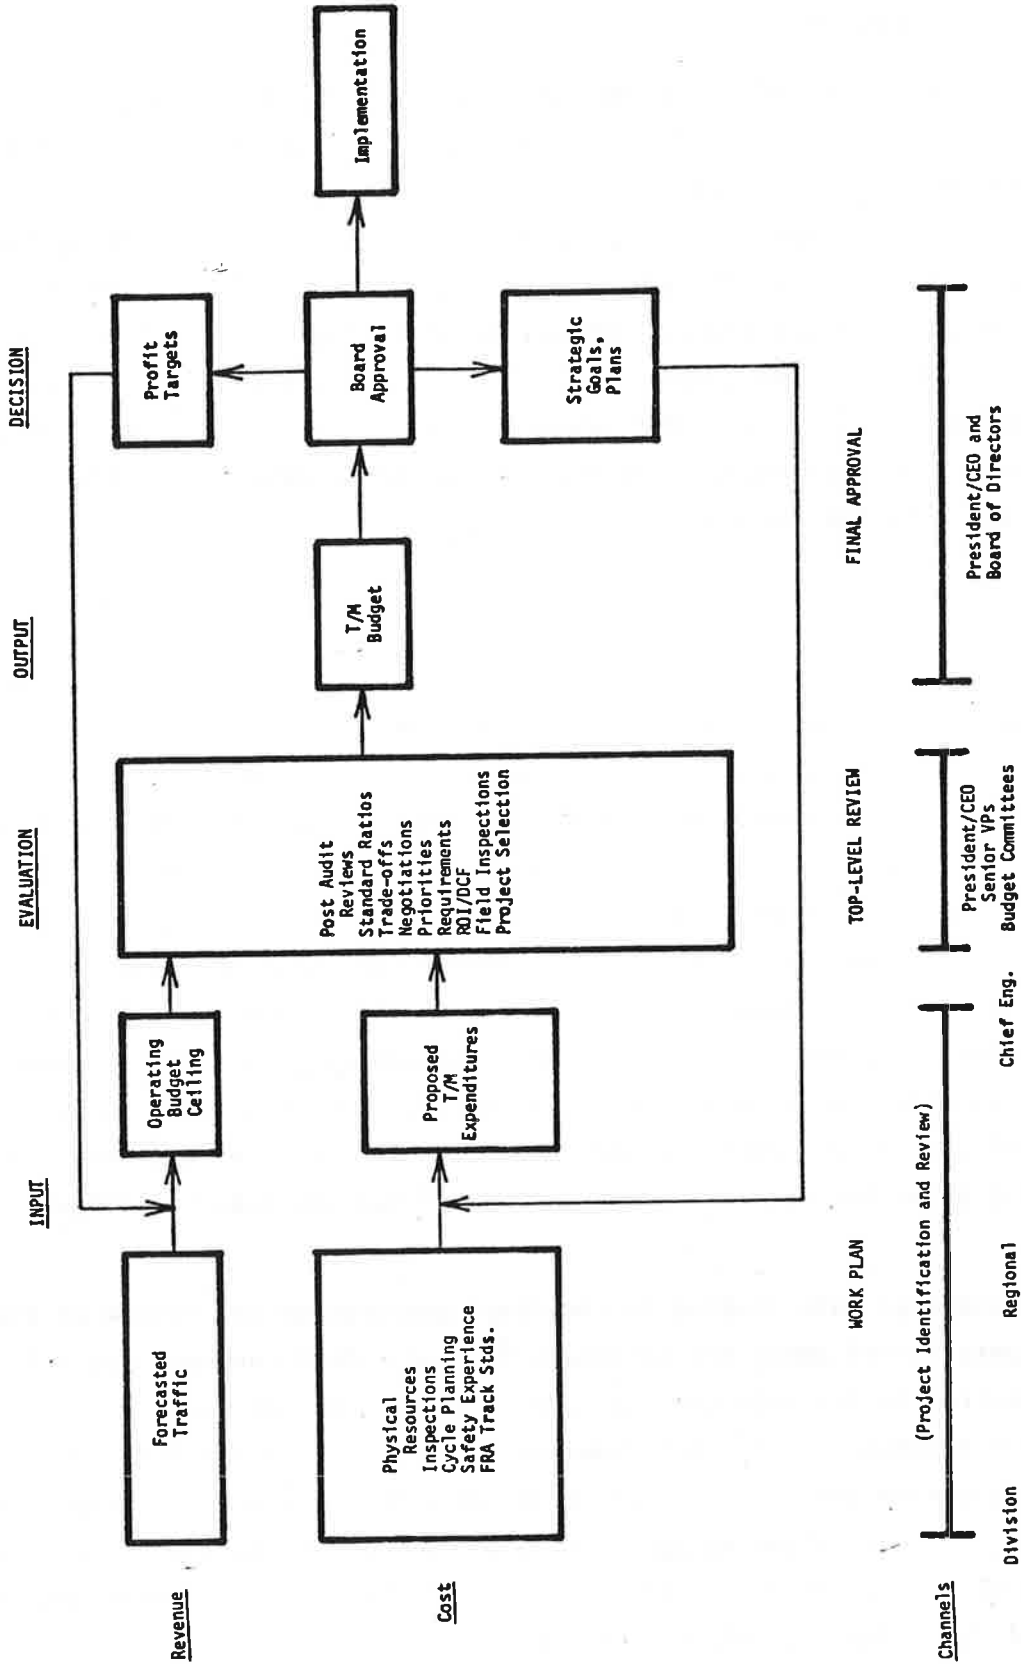 INPUT
EVALUATION
OUTPUT
DECISION
Revenue
Forecasted
Traffic
Operating
Budget
Ceiling
Profit
Targets
Cost
Physical
Resources
Inspections
Cycle Planning
Safety Experience
FRA Track Stds.
Proposed
T/M
Expenditures
Post Audit
Reviews
Standard Ratios
Trade-offs
Negotiations
Priorities
Requirements
ROI/DCF
Field Inspections
Project Selection
T/M
Budget
Board
Approval
Implementation
Strategic
Goals,
Plans
WORK PLAN
TOP-LEVEL REVIEW
FINAL APPROVAL
(Project Identification and Review)
Channels
Division
Regional
Chief Eng.
President/CEO
Senior VPs
Budget Committees
President/CEO and
Board of Directors